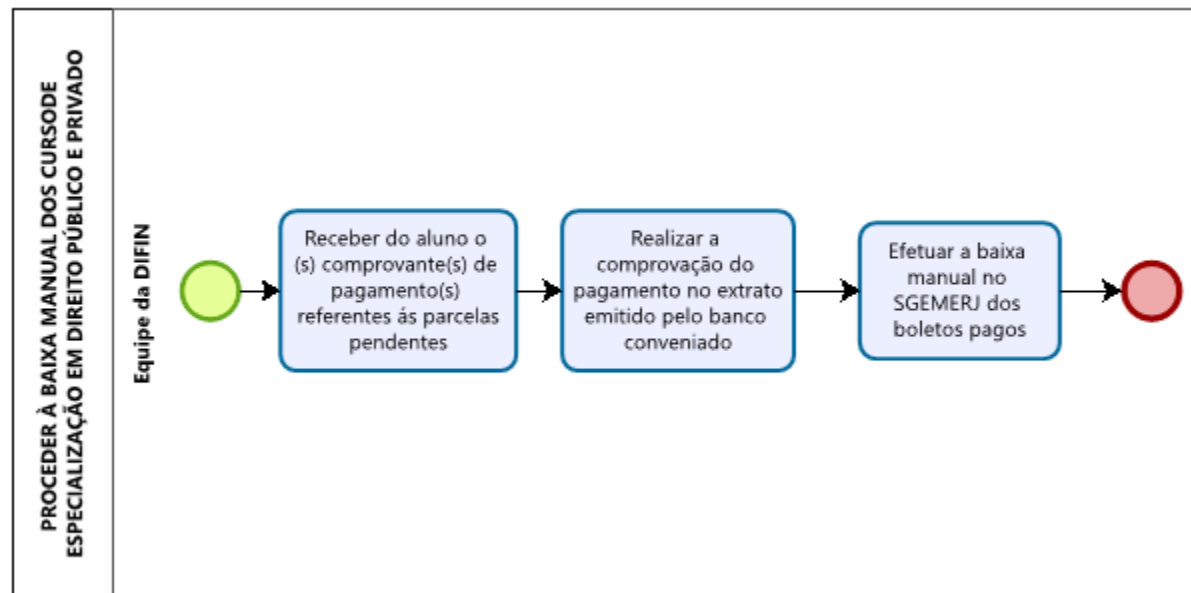 PROCEDER À BAIXA MANUAL DOS CURSODE
ESPECIALIZAÇÃO EM DIREITO PÚBLICO E PRIVADO
Equipe da DIFIN
Receber do aluno o
(s) comprovante(s) de
pagamento(s)
referentes ás parcelas
pendentes
Realizar a
comprovação do
pagamento no extrato
emitido pelo banco
conveniado
Efetuar a baixa
manual no
SGEMERJ dos
boletos pagos